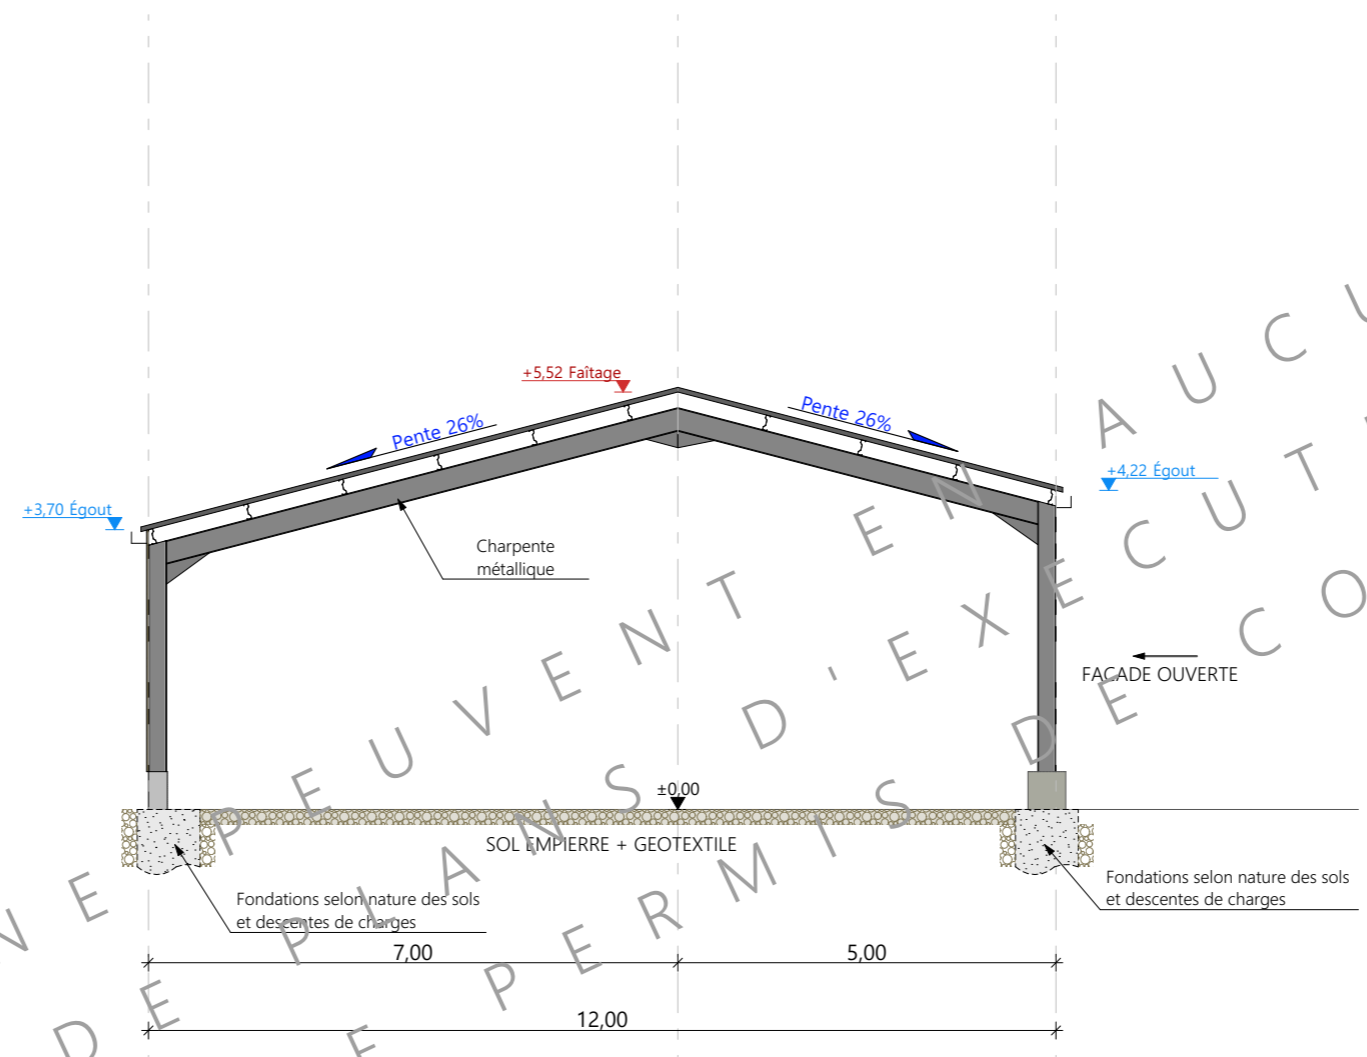 +5,52 Faîtage
Pente 26%
Pente 26%
+4,22 Égout
+3,70 Égout
Charpente
métallique
FAÇADE OUVERTE
±0,00
SOL EMPIERRE + GEOTEXTILE
Fondations selon nature des sols
et descentes de charges
Fondations selon nature des sols
et descentes de charges
7,00
5,00
12,00
VE PEUVENT EN AUCU
DE PLANS D'EXECUT
E PERMIS DE CO